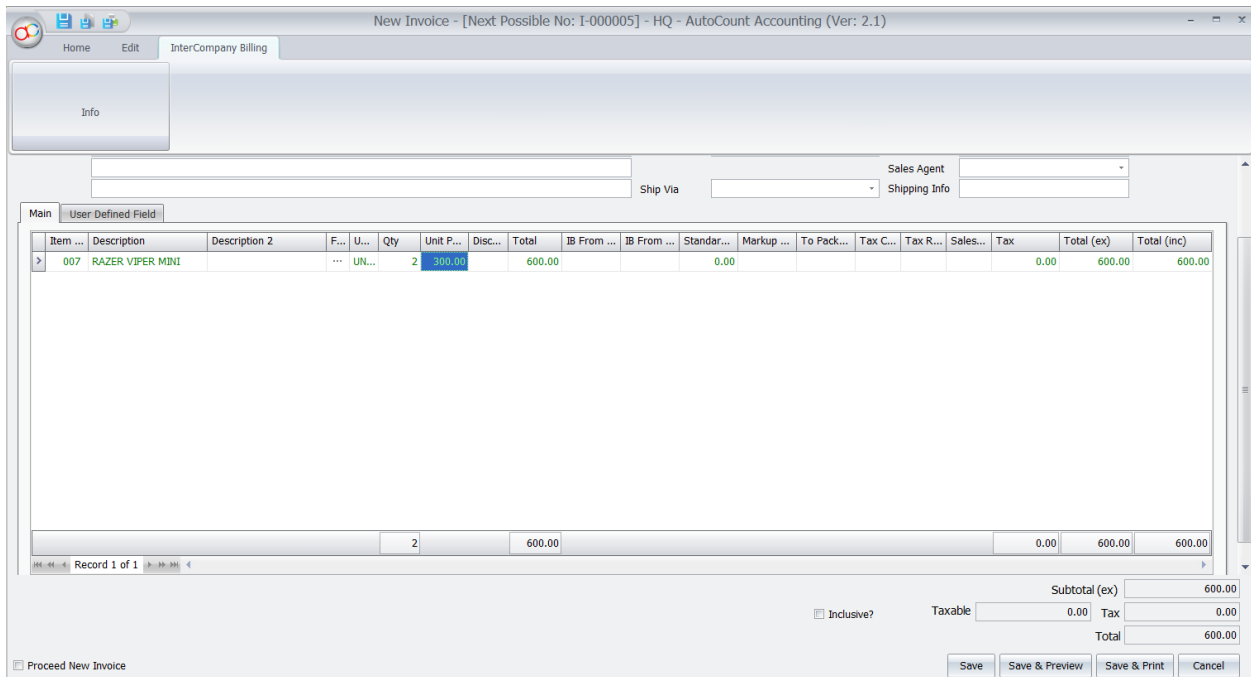 New Invoice - [Next Possible No: I-000005] - HQ - AutoCount Accounting (Ver: 2.1)
Home Edit InterCompany Billing
Info
Sales Agent
Ship Via Shipping Info
Main User Defined Field
Item ... Description Description 2 F... U... Qty Unit P... Disc... Total IB From ... IB From ... Standar... Markup ... To Pack... Tax C... Tax R... Sales... Tax Total (ex) Total (inc)
007 RAZER VIPER MINI ... UN... 2 300.00 600.00 0.00 0.00 600.00 600.00
2 600.00 0.00 600.00 600.00
Record 1 of 1
Subtotal (ex) 600.00
Inclusive? Taxable 0.00 Tax 0.00
Total 600.00
Proceed New Invoice Save Save & Preview Save & Print Cancel